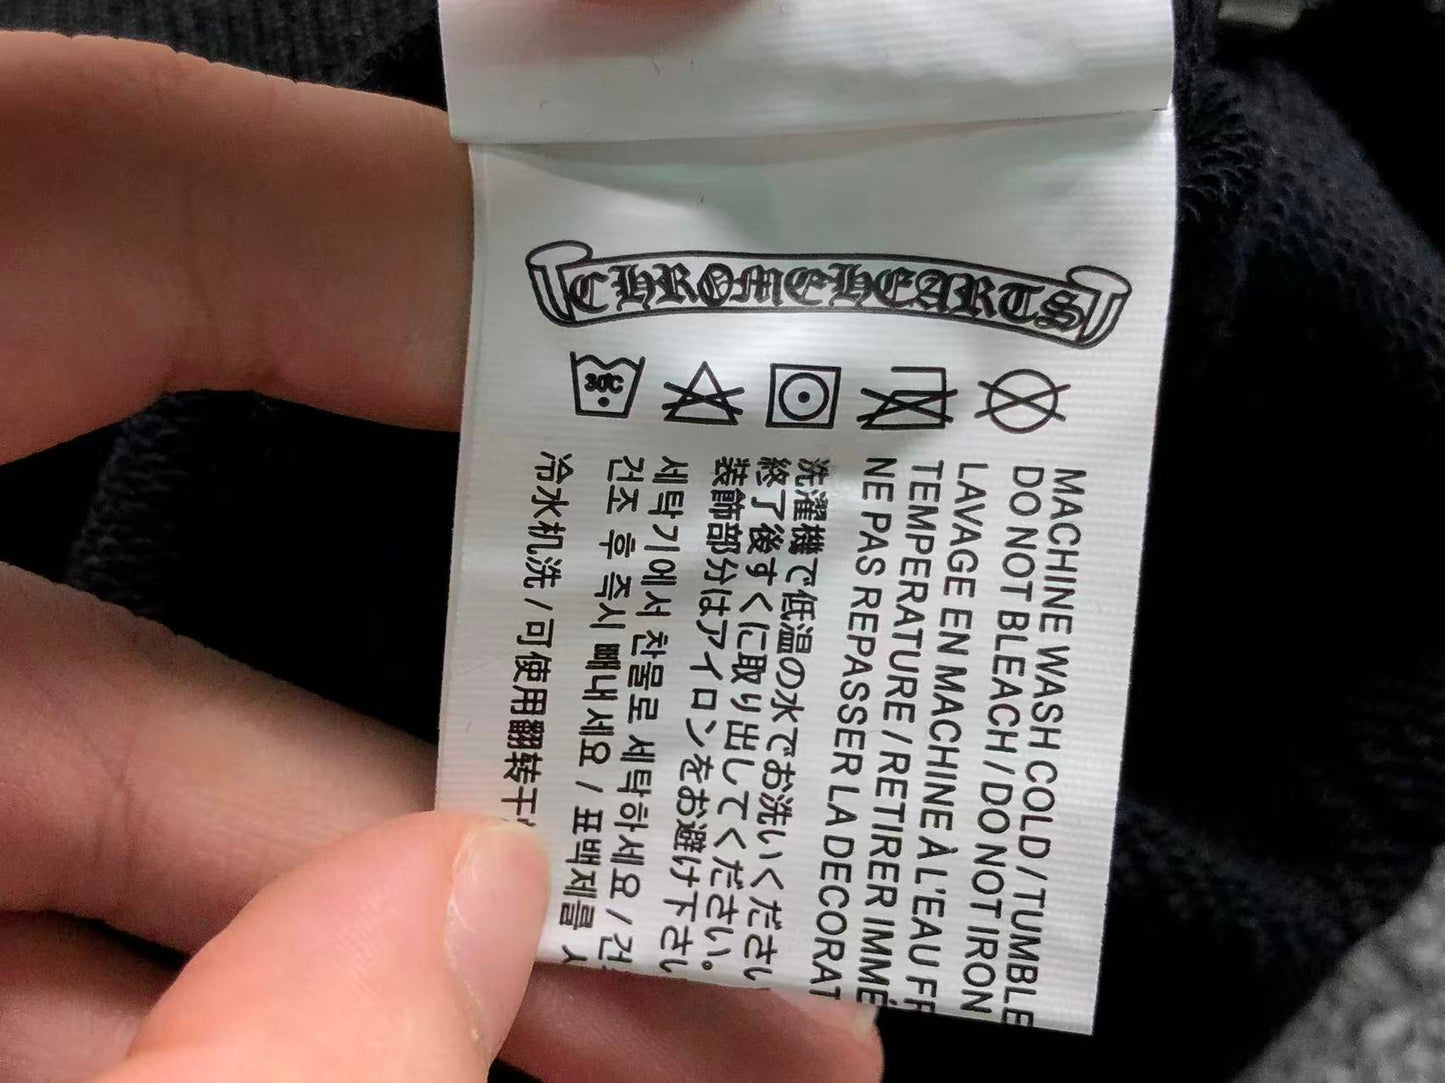 CHROMEHEARTS
30°C
MACHINE WASH COLD / TUMBLE
DO NOT BLEACH / DO NOT IRON
LAVAGE EN MACHINE À L'EAU FR
TEMPERATURE / RETIRER IMMÉ
NE PAS REPASSER LA DECORAT
洗濯機で低温の水でお洗いください
終了後すぐに取り出してください。
装飾部分はアイロンをお避け下さい
세탁기에서 찬물로 세탁하세요 / 건
건조 후 즉시 빼내세요 / 표백제를 사
冷水机洗 / 可使用翻转干